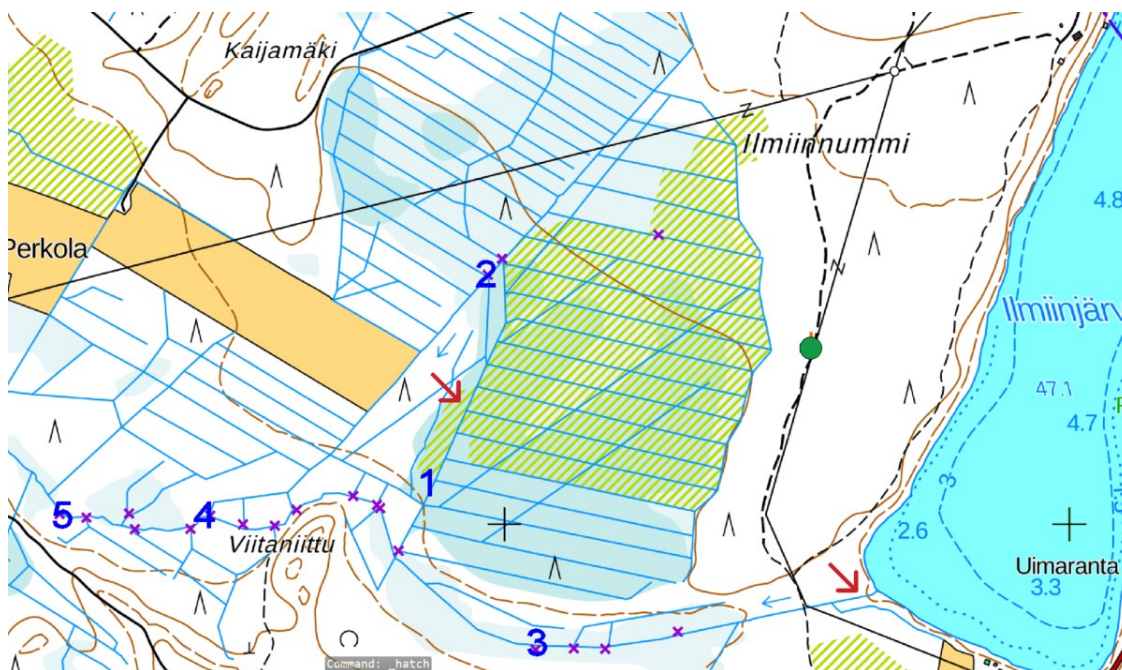 Kaijamäki
Ilmiinnummi
4.8
Perkola
2
Ilmiinjärv
47.1
4.7
3
1
5
4
2.6
Viitaniittu
Uimaranta
3.3
3
Command: _hatch